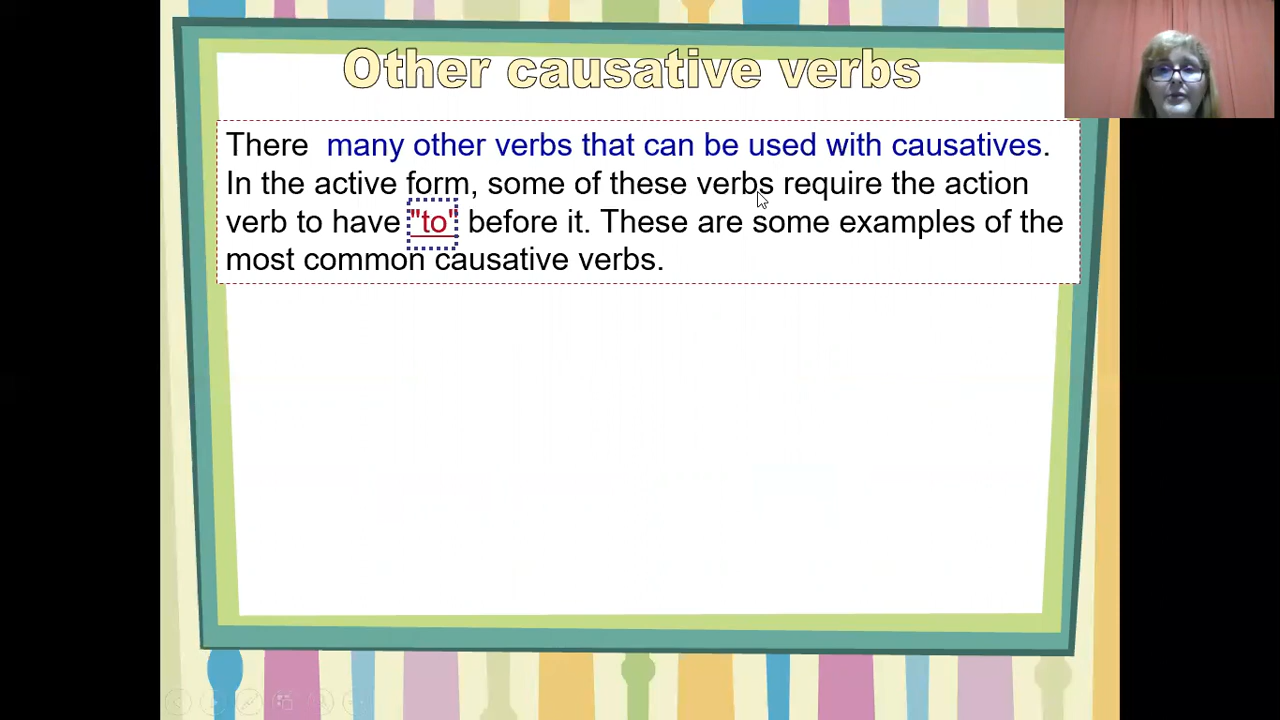 Other causative verbs
There many other verbs that can be used with causatives.
In the active form, some of these verbs require the action
verb to have "to" before it. These are some examples of the
most common causative verbs.